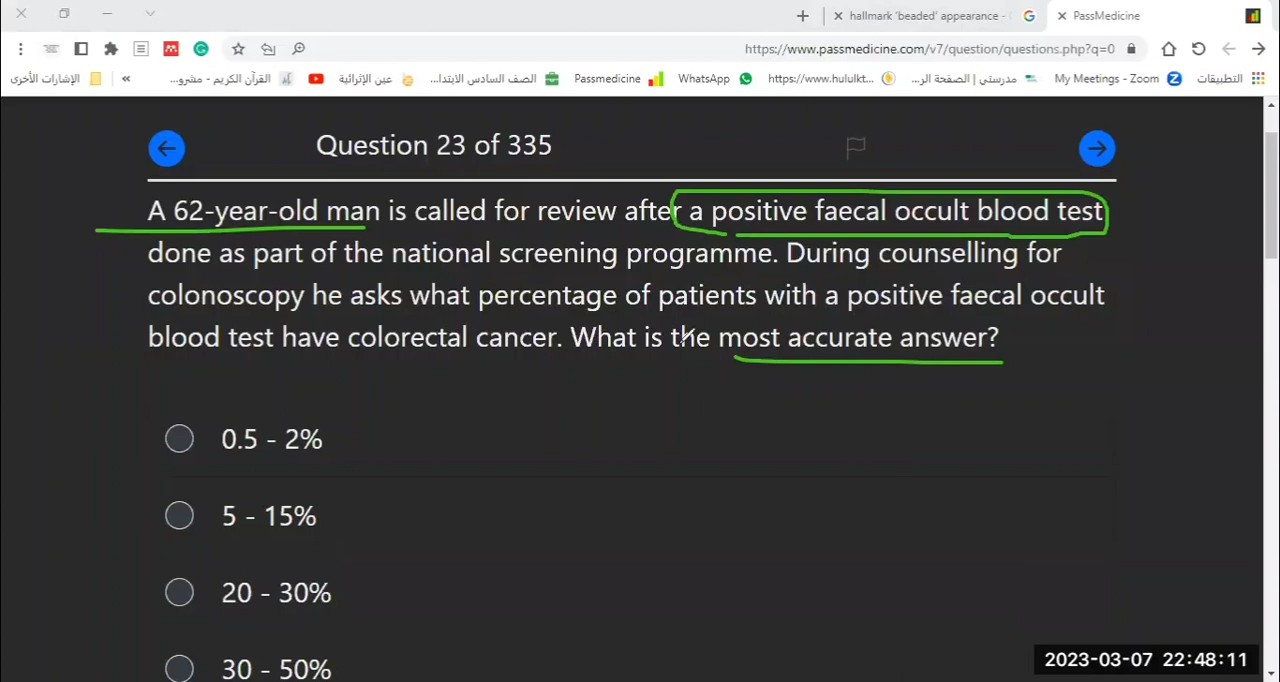 hallmark 'beaded' appearance -
PassMedicine
https://www.passmedicine.com/v7/question/questions.php?q=0
الإشارات الأخرى
«
القرآن الكريم - مشرو...
عين الإثرائية
الصف السادس الابتدا...
Passmedicine
WhatsApp
https://www.hululkt...
مدرستي | الصفحة الر...
My Meetings - Zoom
التطبيقات
Question 23 of 335
A 62-year-old man is called for review after a positive faecal occult blood test
done as part of the national screening programme. During counselling for
colonoscopy he asks what percentage of patients with a positive faecal occult
blood test have colorectal cancer. What is the most accurate answer?
0.5 - 2%
5 - 15%
20 - 30%
30 - 50%
2023-03-07 22:48:11